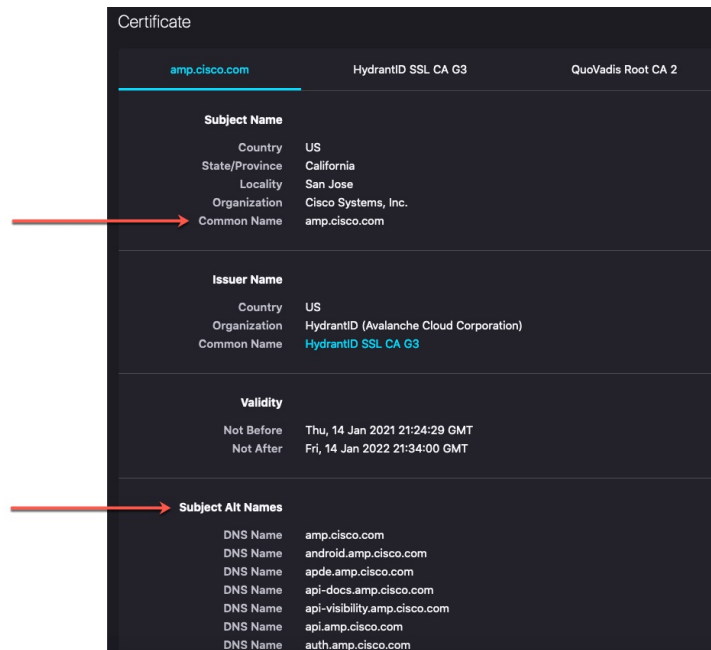 Certificate
amp.cisco.com HydrantID SSL CA G3 QuoVadis Root CA 2
Subject Name
Country US
State/Province California
Locality San Jose
Organization Cisco Systems, Inc.
Common Name amp.cisco.com
Issuer Name
Country US
Organization HydrantID (Avalanche Cloud Corporation)
Common Name HydrantID SSL CA G3
Validity
Not Before Thu, 14 Jan 2021 21:24:29 GMT
Not After Fri, 14 Jan 2022 21:34:00 GMT
Subject Alt Names
DNS Name amp.cisco.com
DNS Name android.amp.cisco.com
DNS Name apde.amp.cisco.com
DNS Name api-docs.amp.cisco.com
DNS Name api-visibility.amp.cisco.com
DNS Name api.amp.cisco.com
DNS Name auth.amp.cisco.com